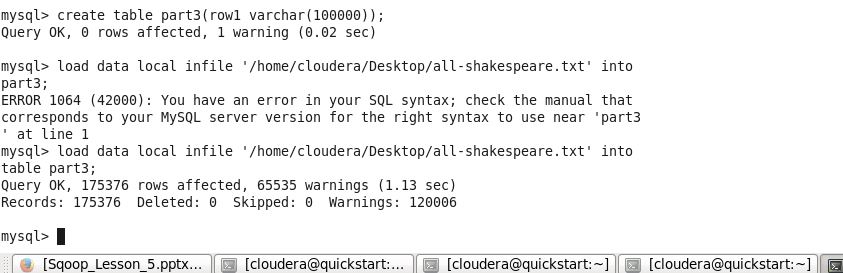 mysql> create table part3(row1 varchar(100000));
Query OK, 0 rows affected, 1 warning (0.02 sec)
mysql> load data local infile '/home/cloudera/Desktop/all-shakespeare.txt' into
part3;
ERROR 1064 (42000): You have an error in your SQL syntax; check the manual that
corresponds to your MySQL server version for the right syntax to use near 'part3
' at line 1
mysql> load data local infile '/home/cloudera/Desktop/all-shakespeare.txt' into
table part3;
Query OK, 175376 rows affected, 65535 warnings (1.13 sec)
Records: 175376  Deleted: 0  Skipped: 0  Warnings: 120006
mysql>
[Sqoop_Lesson_5.pptx... [cloudera@quickstart:... [cloudera@quickstart:~] [cloudera@quickstart:~]